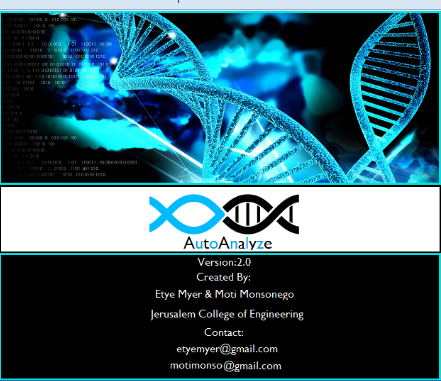 AutoAnalyze
Version:2.0
Created By:
Etye Myer & Moti Monsonego
Jerusalem College of Engineering
Contact:
etyemyer@gmail.com
motimonso@gmail.com